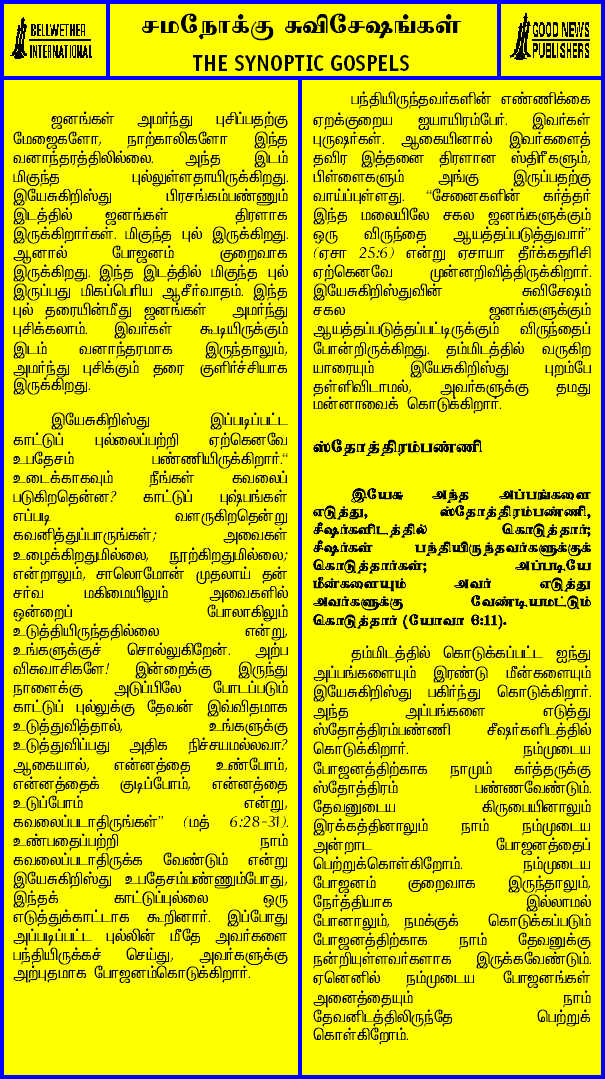 BELLWETHER
INTERNATIONAL
சமநோக்கு சுவிசேஷங்கள்
THE SYNOPTIC GOSPELS
GOOD NEWS
PUBLISHERS
ஜனங்கள் அமர்ந்து புசிப்பதற்கு
மேஜைகளோ, நாற்காலிகளோ இந்த
வனாந்தரத்திலில்லை. அந்த இடம்
மிகுந்த புல்லுள்ளதாயிருக்கிறது.
இயேசுகிறிஸ்து பிரசங்கம்பண்ணும்
இடத்தில் ஜனங்கள் திரளாக
இருக்கிறார்கள். மிகுந்த புல் இருக்கிறது.
ஆனால் போஜனம் குறைவாக
இருக்கிறது. இந்த இடத்தில் மிகுந்த புல்
இருப்பது மிகப்பெரிய ஆசீர்வாதம். இந்த
புல் தரையின்மீது ஜனங்கள் அமர்ந்து
புசிக்கலாம். இவர்கள் கூடியிருக்கும்
இடம் வனாந்தரமாக இருந்தாலும்,
அமர்ந்து புசிக்கும் தரை குளிர்ச்சியாக
இருக்கிறது.
இயேசுகிறிஸ்து இப்படிப்பட்ட
காட்டுப் புல்லைப்பற்றி ஏற்கெனவே
உபதேசம் பண்ணியிருக்கிறார்.“
உடைக்காகவும் நீங்கள் கவலைப்
படுகிறதென்ன? காட்டுப் புஷ்பங்கள்
எப்படி வளருகிறதென்று
கவனித்துப்பாருங்கள்; அவைகள்
உழைக்கிறதுமில்லை, நூற்கிறதுமில்லை;
என்றாலும், சாலொமோன் முதலாய் தன்
சர்வ மகிமையிலும் அவைகளில்
ஒன்றைப் போலாகிலும்
உடுத்தியிருந்ததில்லை என்று,
உங்களுக்குச் சொல்லுகிறேன். அற்ப
விசுவாசிகளே! இன்றைக்கு இருந்து
நாளைக்கு அடுப்பிலே போடப்படும்
காட்டுப் புல்லுக்கு தேவன் இவ்விதமாக
உடுத்துவித்தால், உங்களுக்கு
உடுத்துவிப்பது அதிக நிச்சயமல்லவா?
ஆகையால், என்னத்தை உண்போம்,
என்னத்தைக் குடிப்போம், என்னத்தை
உடுப்போம் என்று,
கவலைப்படாதிருங்கள்” (மத் 6:28-31).
உண்பதைப்பற்றி நாம்
கவலைப்படாதிருக்க வேண்டும் என்று
இயேசுகிறிஸ்து உபதேசம்பண்ணும்போது,
இந்தக் காட்டுப்புல்லை ஒரு
எடுத்துக்காட்டாக கூறினார். இப்போது
அப்படிப்பட்ட புல்லின் மீதே அவர்களை
பந்தியிருக்கச் செய்து, அவர்களுக்கு
அற்புதமாக போஜனம்கொடுக்கிறார்.
பந்தியிருந்தவர்களின் எண்ணிக்கை
ஏறக்குறைய ஐயாயிரம்பேர். இவர்கள்
புருஷர்கள். ஆகையினால் இவர்களைத்
தவிர இத்தனை திரளான ஸ்திரீகளும்,
பிள்ளைகளும் அங்கு இருப்பதற்கு
வாய்ப்புள்ளது. “சேனைகளின் கர்த்தர்
இந்த மலையிலே சகல ஜனங்களுக்கும்
ஒரு விருந்தை ஆயத்தப்படுத்துவார்”
(ஏசா 25:6) என்று ஏசாயா தீர்க்கதரிசி
ஏற்கெனவே முன்னறிவித்திருக்கிறார்.
இயேசுகிறிஸ்துவின் சுவிசேஷம்
சகல ஜனங்களுக்கும்
ஆயத்தப்படுத்தப்பட்டிருக்கும் விருந்தைப்
போன்றிருக்கிறது. தம்மிடத்தில் வருகிற
யாரையும் இயேசுகிறிஸ்து புறம்பே
தள்ளிவிடாமல், அவர்களுக்கு தமது
மன்னாவைக் கொடுக்கிறார்.
ஸ்தோத்திரம்பண்ணி
இயேசு அந்த அப்பங்களை
எடுத்து, ஸ்தோத்திரம்பண்ணி,
சீஷர்களிடத்தில் கொடுத்தார்;
சீஷர்கள் பந்தியிருந்தவர்களுக்குக்
கொடுத்தார்கள்; அப்படியே
மீன்களையும் அவர் எடுத்து
அவர்களுக்கு வேண்டியமட்டும்
கொடுத்தார் (யோவா 6:11).
தம்மிடத்தில் கொடுக்கப்பட்ட ஐந்து
அப்பங்களையும் இரண்டு மீன்களையும்
இயேசுகிறிஸ்து பகிர்ந்து கொடுக்கிறார்.
அந்த அப்பங்களை எடுத்து
ஸ்தோத்திரம்பண்ணி சீஷர்களிடத்தில்
கொடுக்கிறார். நம்முடைய
போஜனத்திற்காக நாமும் கர்த்தருக்கு
ஸ்தோத்திரம் பண்ணவேண்டும்.
தேவனுடைய கிருபையினாலும்
இரக்கத்தினாலும் நாம் நம்முடைய
அன்றாட போஜனத்தைப்
பெற்றுக்கொள்கிறோம். நம்முடைய
போஜனம் குறைவாக இருந்தாலும்,
நேர்த்தியாக இல்லாமல்
போனாலும், நமக்குக் கொடுக்கப்படும்
போஜனத்திற்காக நாம் தேவனுக்கு
நன்றியுள்ளவர்களாக இருக்கவேண்டும்.
ஏனெனில் நம்முடைய போஜனங்கள்
அனைத்தையும் நாம்
தேவனிடத்திலிருந்தே பெற்றுக்
கொள்கிறோம்.